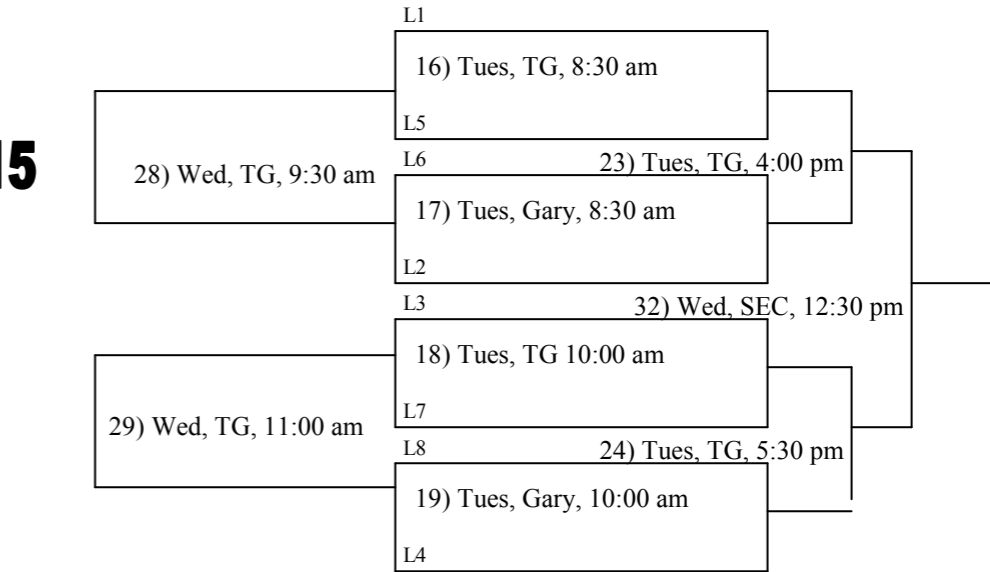 L1
16) Tues, TG, 8:30 am
L5
15
28) Wed, TG, 9:30 am
L6
23) Tues, TG, 4:00 pm
17) Tues, Gary, 8:30 am
L2
L3
32) Wed, SEC, 12:30 pm
18) Tues, TG 10:00 am
L7
29) Wed, TG, 11:00 am
L8
24) Tues, TG, 5:30 pm
19) Tues, Gary, 10:00 am
L4